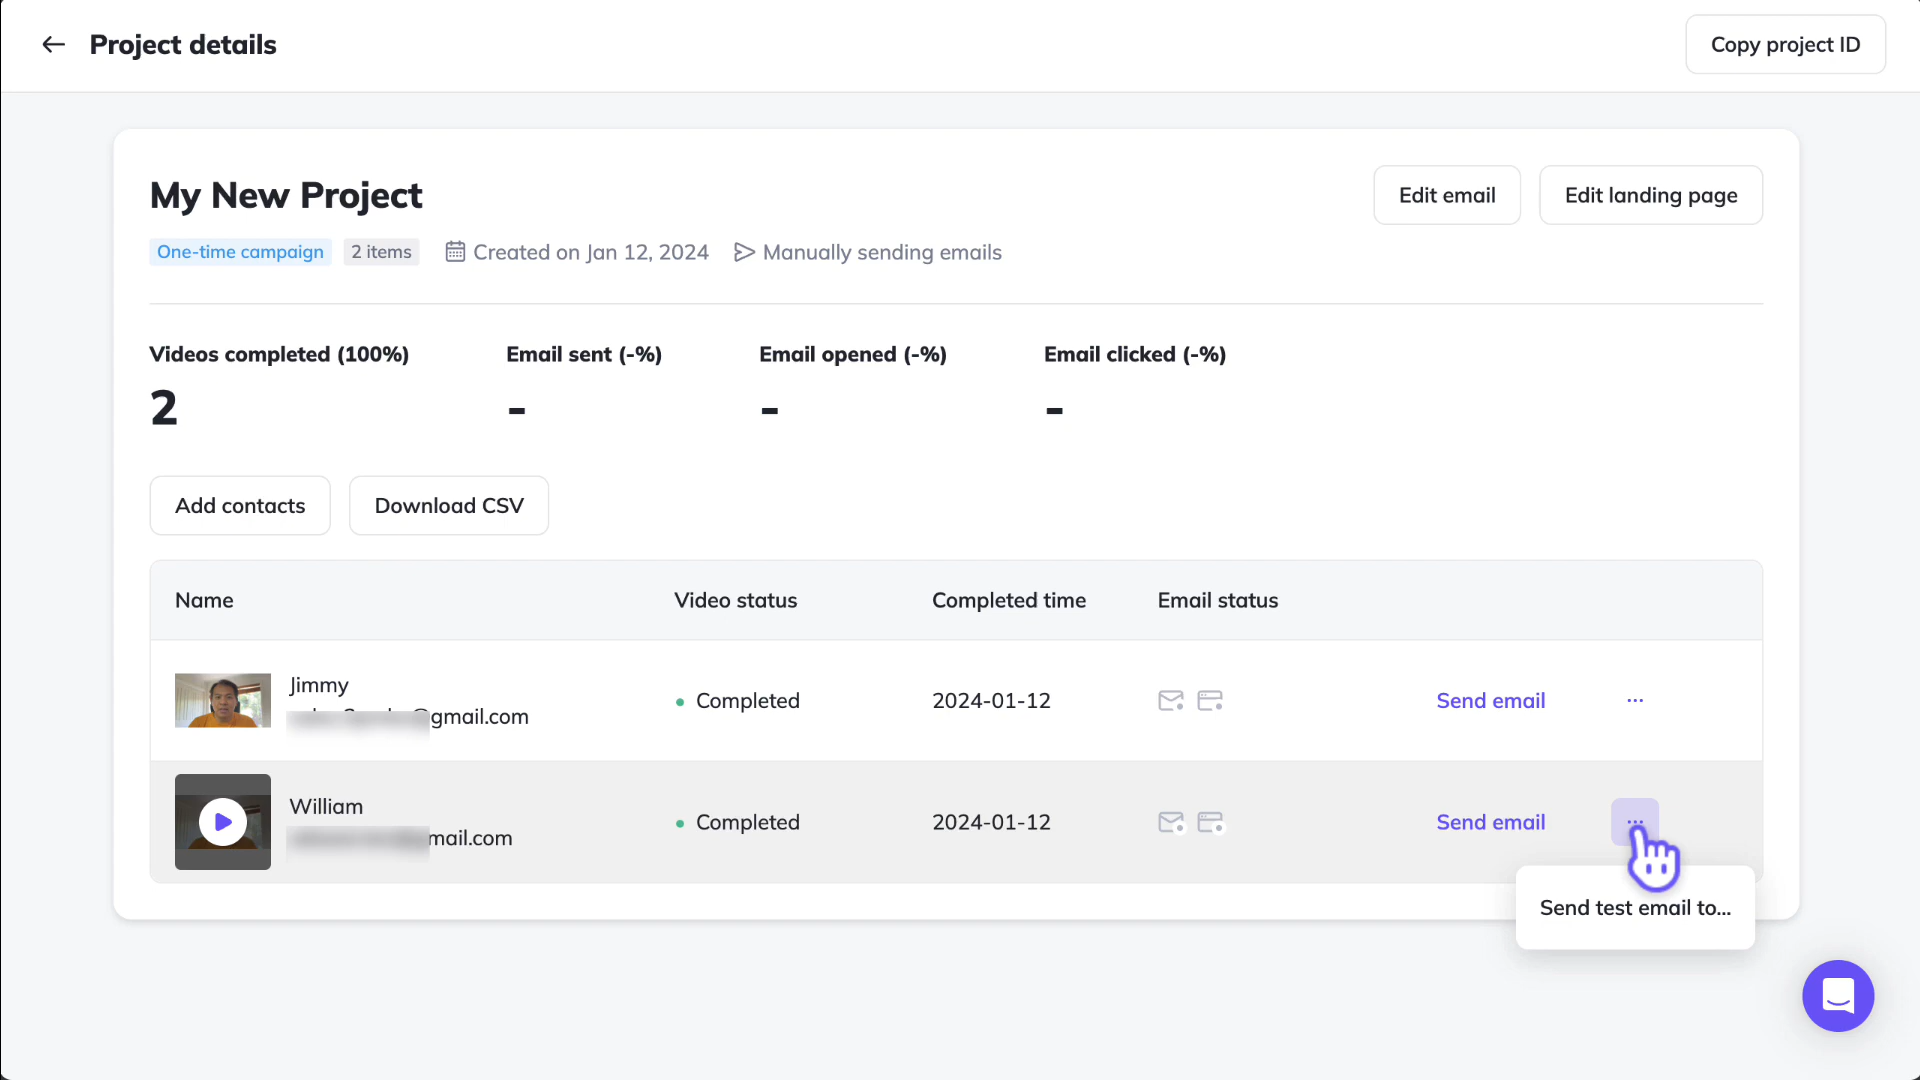 Project details
Copy project ID
My New Project
Edit email
Edit landing page
One-time campaign
2 items
Created on Jan 12, 2024
Manually sending emails
Videos completed (100%)
Email sent (-%)
Email opened (-%)
Email clicked (-%)
2
-
-
-
Add contacts
Download CSV
Name
Video status
Completed time
Email status
Jimmy
gmail.com
Completed
2024-01-12
Send email
...
William
mail.com
Completed
2024-01-12
Send email
...
Send test email to...